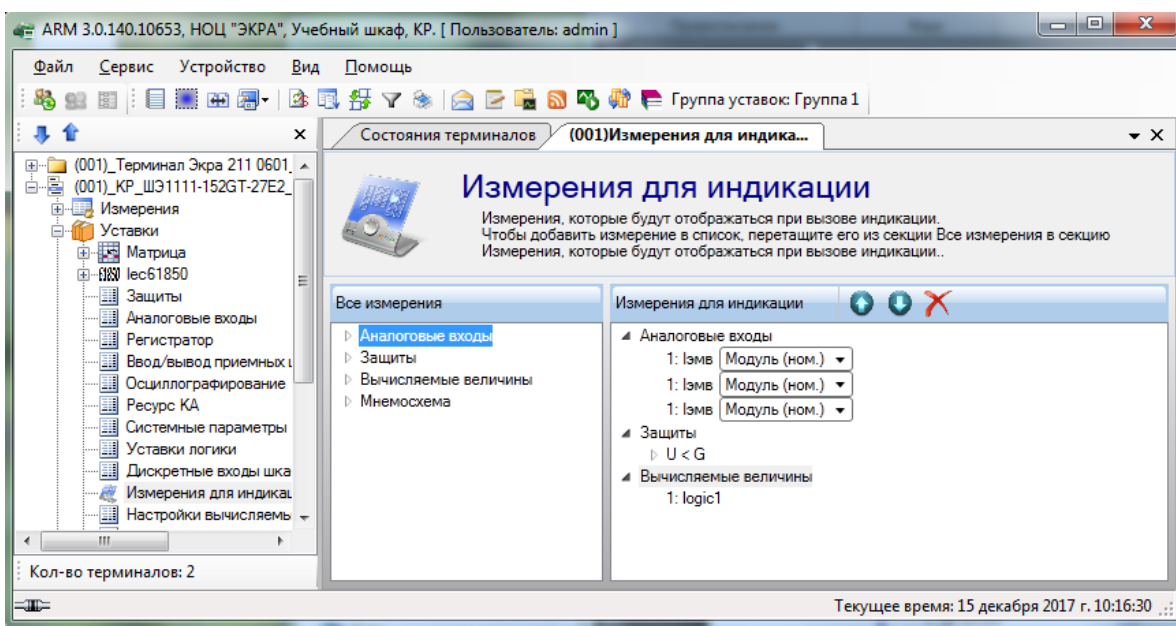 ARM 3.0.140.10653, НОЦ "ЭКРА", Учебный шкаф, КР. [ Пользователь: admin ]
Файл Сервис Устройство Вид Помощь
Группа уставок: Группа 1
Состояния терминалов
(001)Измерения для индика...
(001)_Терминал Экра 211 0601_
(001)_КР_ШЭ1111-152GT-27E2_
Измерения
Уставки
Матрица
Iec61850
Защиты
Аналоговые входы
Регистратор
Ввод/вывод приемных ц
Осциллографирование
Ресурс КА
Системные параметры
Уставки логики
Дискретные входы шка
Измерения для индикац
Настройки вычисляемы
Кол-во терминалов: 2
Измерения для индикации
Измерения, которые будут отображаться при вызове индикации.
Чтобы добавить измерение в список, перетащите его из секции Все измерения в секцию
Измерения, которые будут отображаться при вызове индикации..
Все измерения
Аналоговые входы
Защиты
Вычисляемые величины
Мнемосхема
Измерения для индикации
Аналоговые входы
1: Iэмв Модуль (ном.)
1: Iэмв Модуль (ном.)
1: Iэмв Модуль (ном.)
Защиты
U < G
Вычисляемые величины
1: logic1
Текущее время: 15 декабря 2017 г. 10:16:30